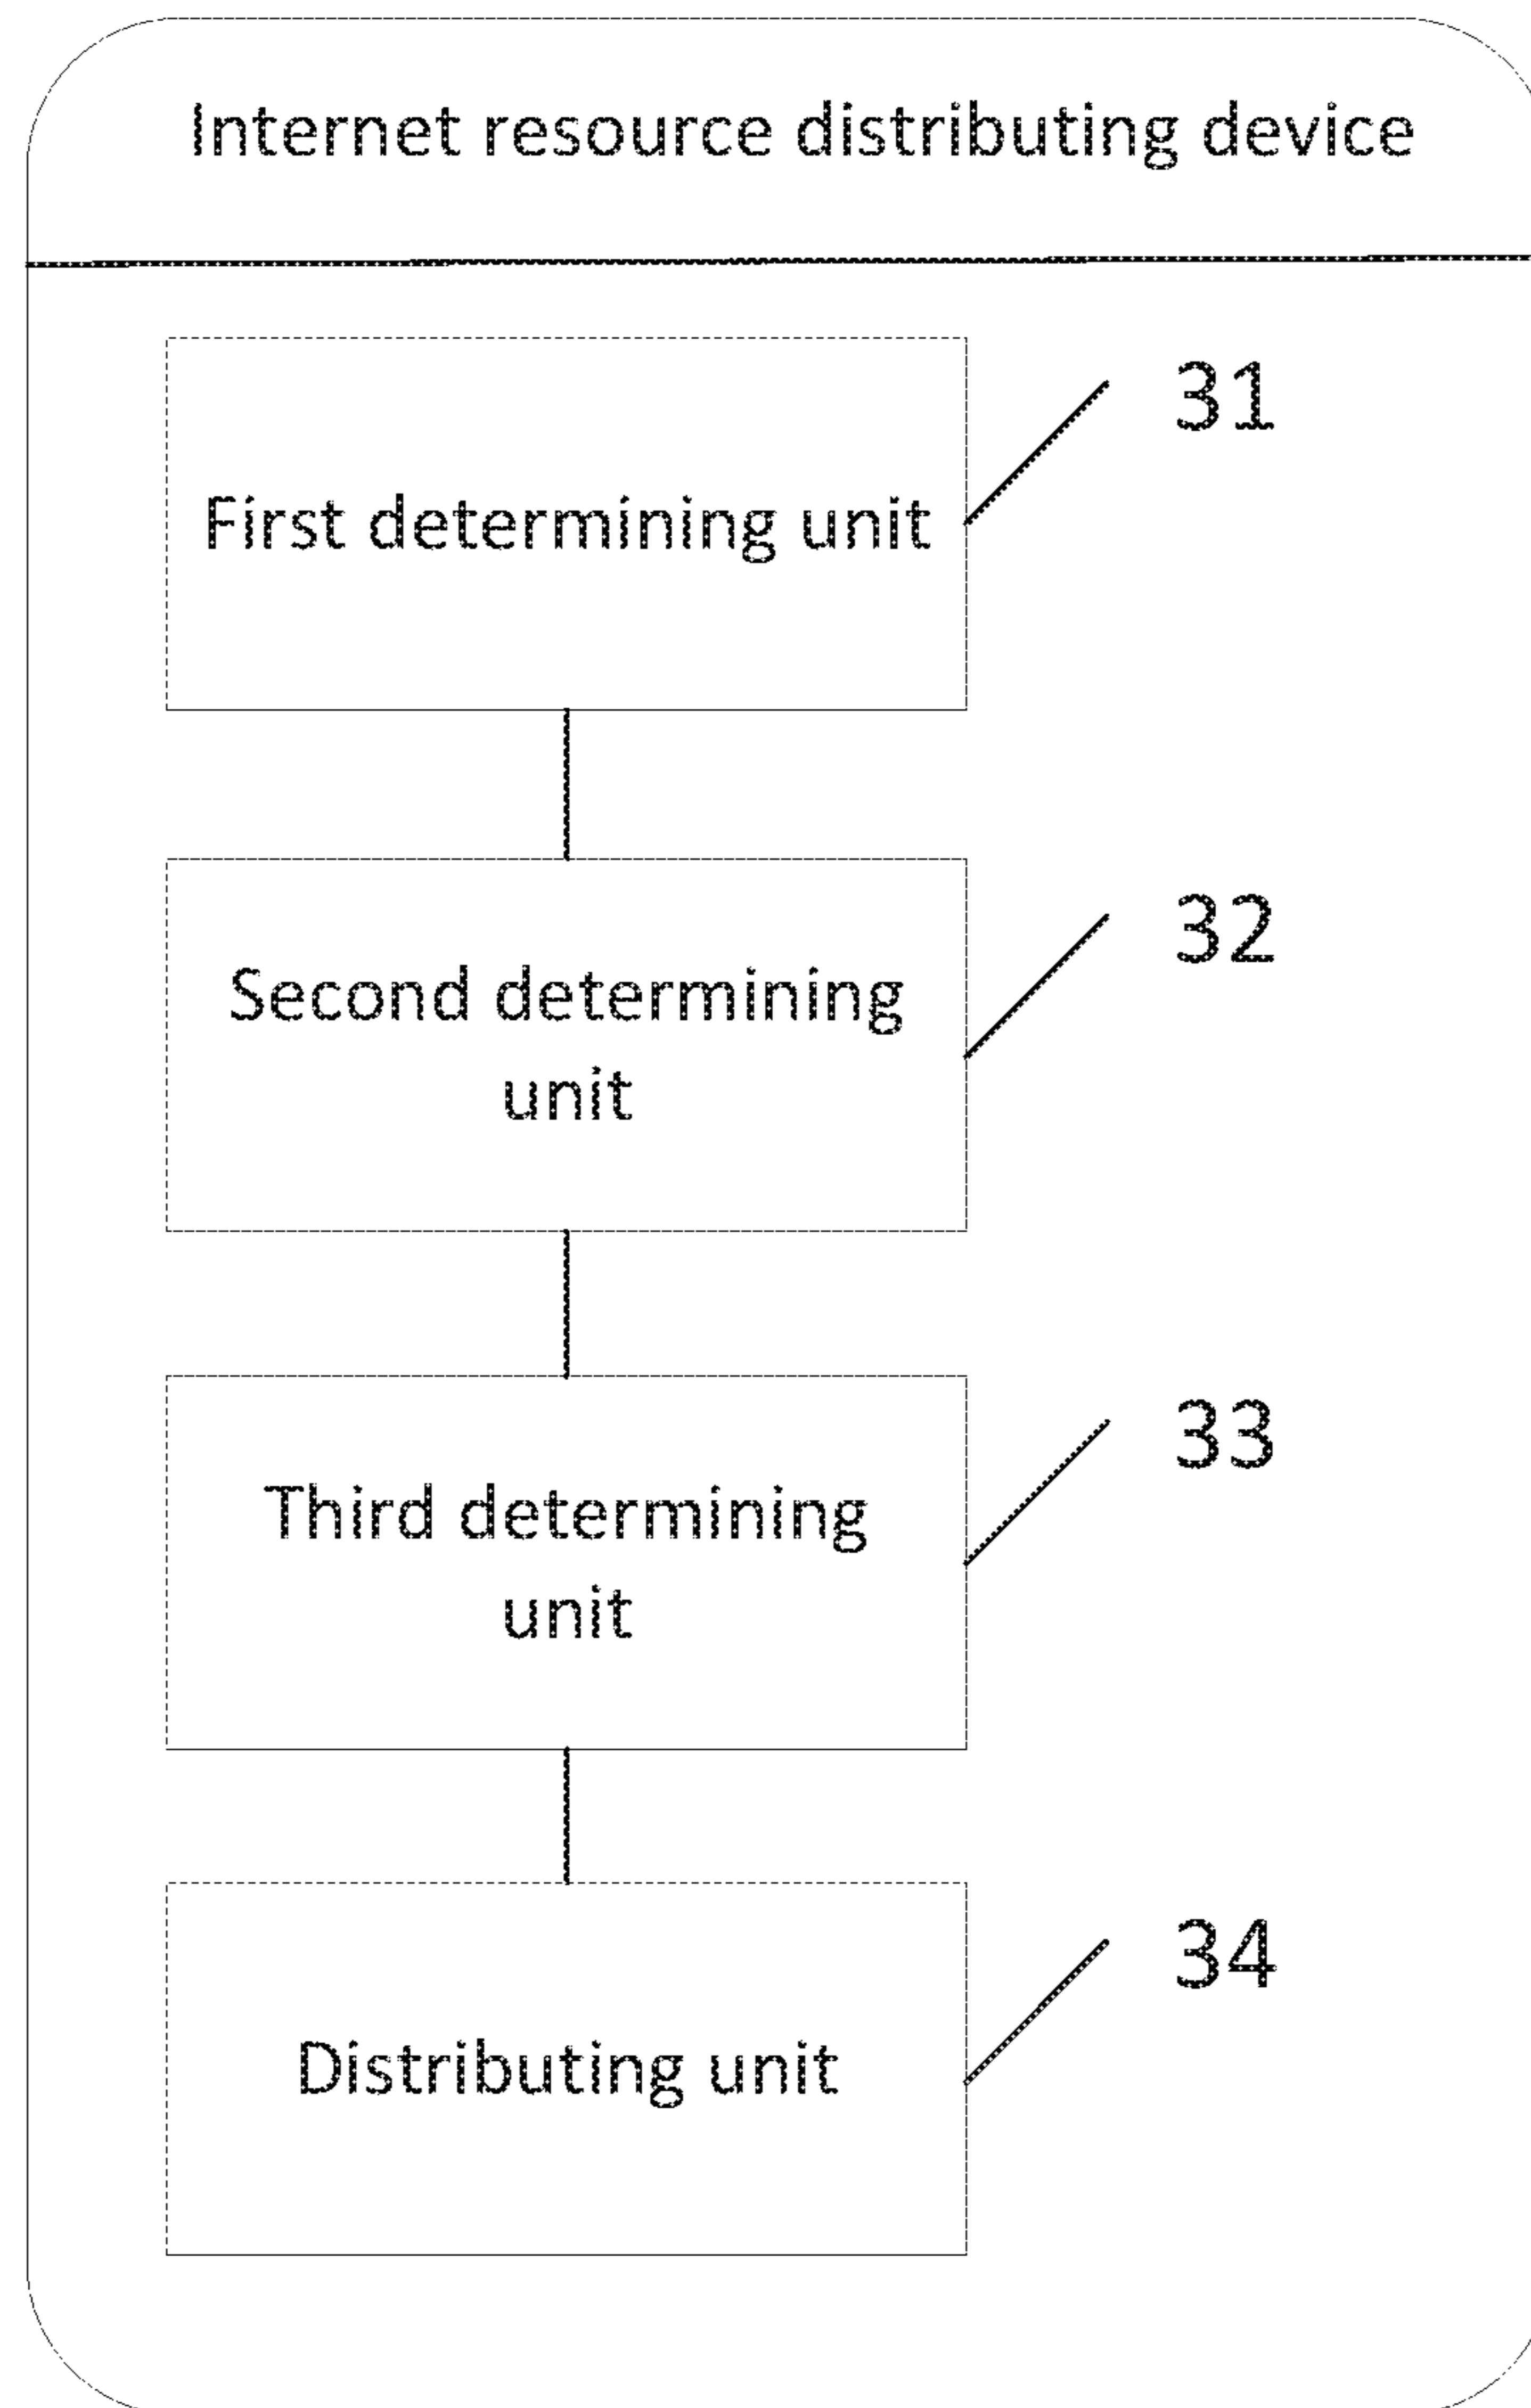 Internet resource distributing device
31
First determining unit
32
Second determining
unit
33
Third determining
unit
34
Distributing unit